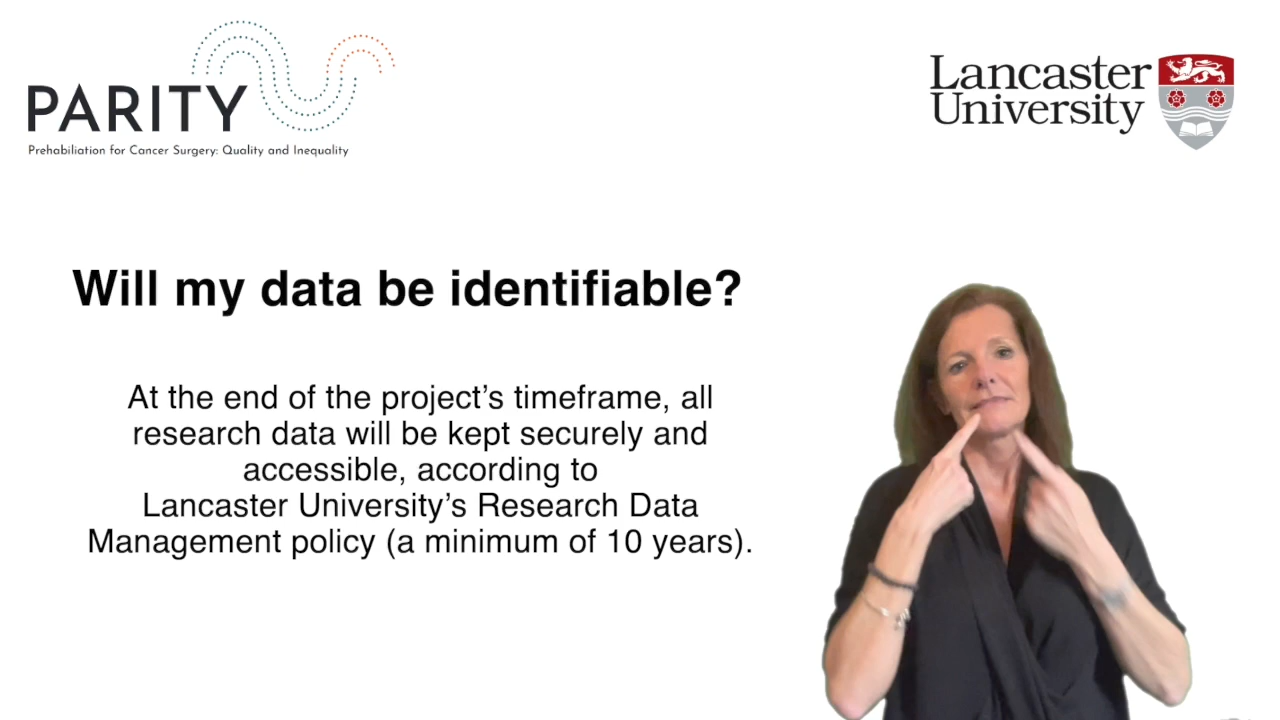 PARITY
Prehabiliation for Cancer Surgery: Quality and Inequality
Lancaster
University
Will my data be identifiable?
At the end of the project’s timeframe, all
research data will be kept securely and
accessible, according to
Lancaster University’s Research Data
Management policy (a minimum of 10 years).